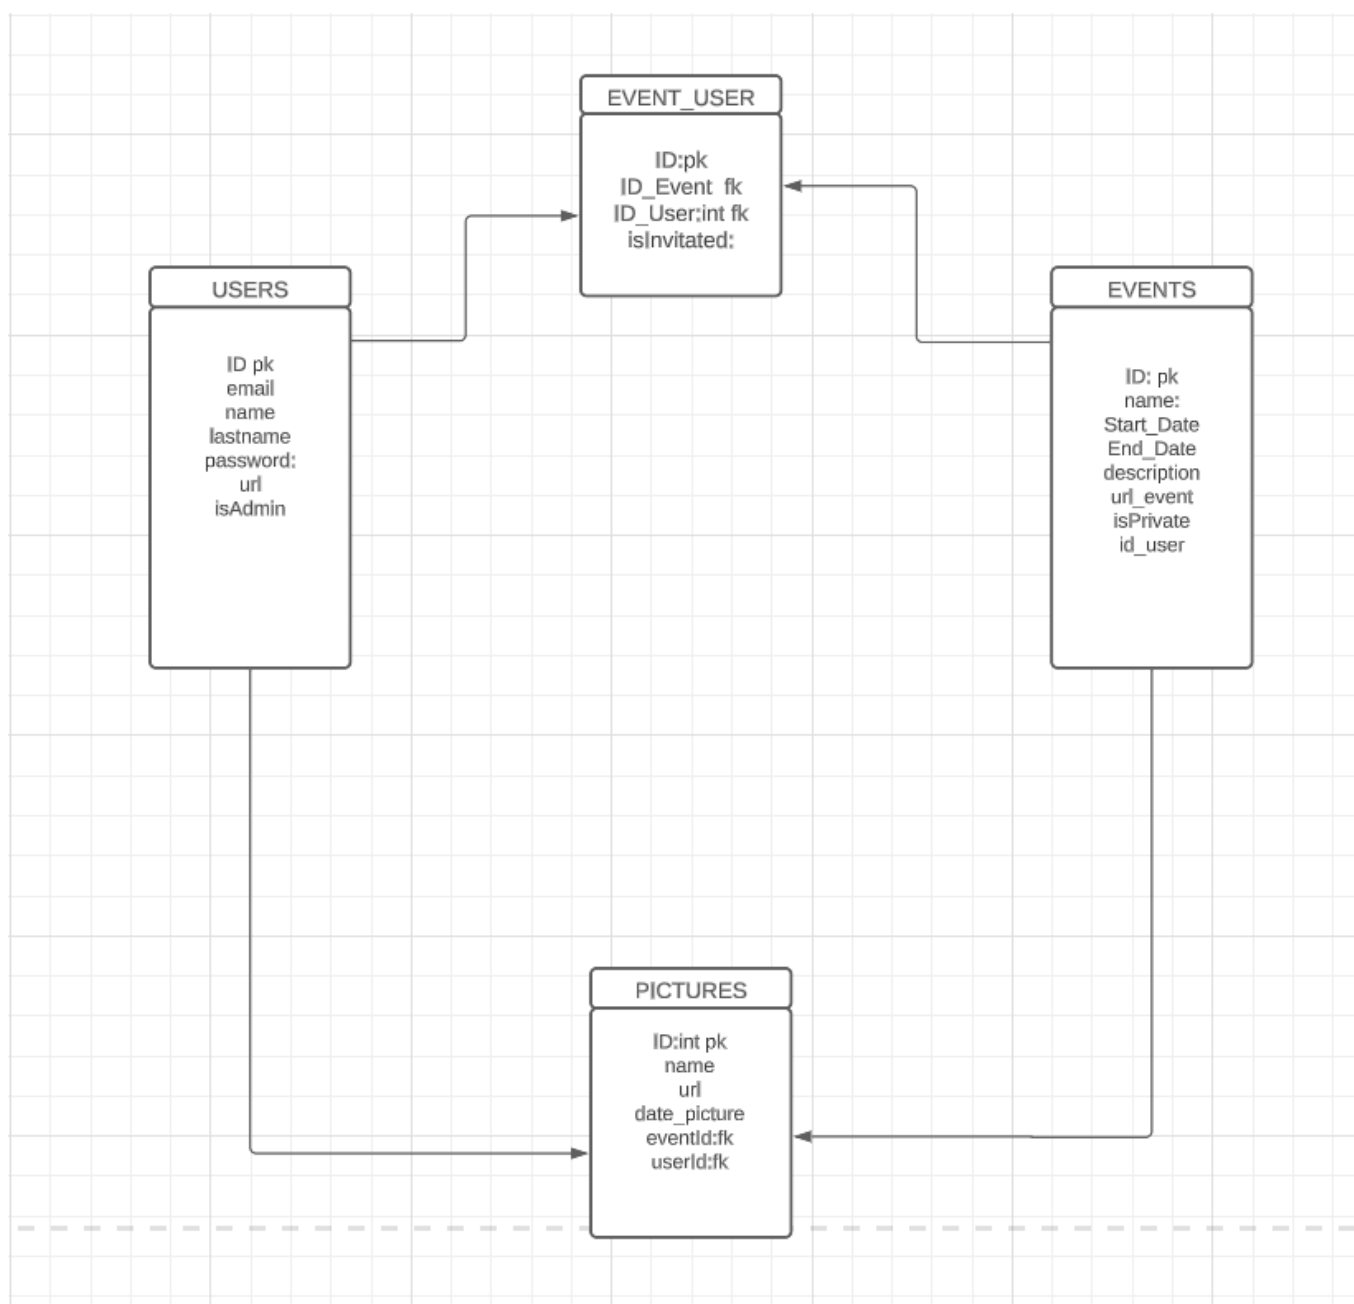 EVENT_USER
ID:pk
ID_Event  fk
ID_User:int fk
isInvitated:
USERS
ID pk
email
name
lastname
password:
url
isAdmin
EVENTS
ID: pk
name:
Start_Date
End_Date
description
url_event
isPrivate
id_user
PICTURES
ID:int pk
name
url
date_picture
eventId:fk
userId:fk